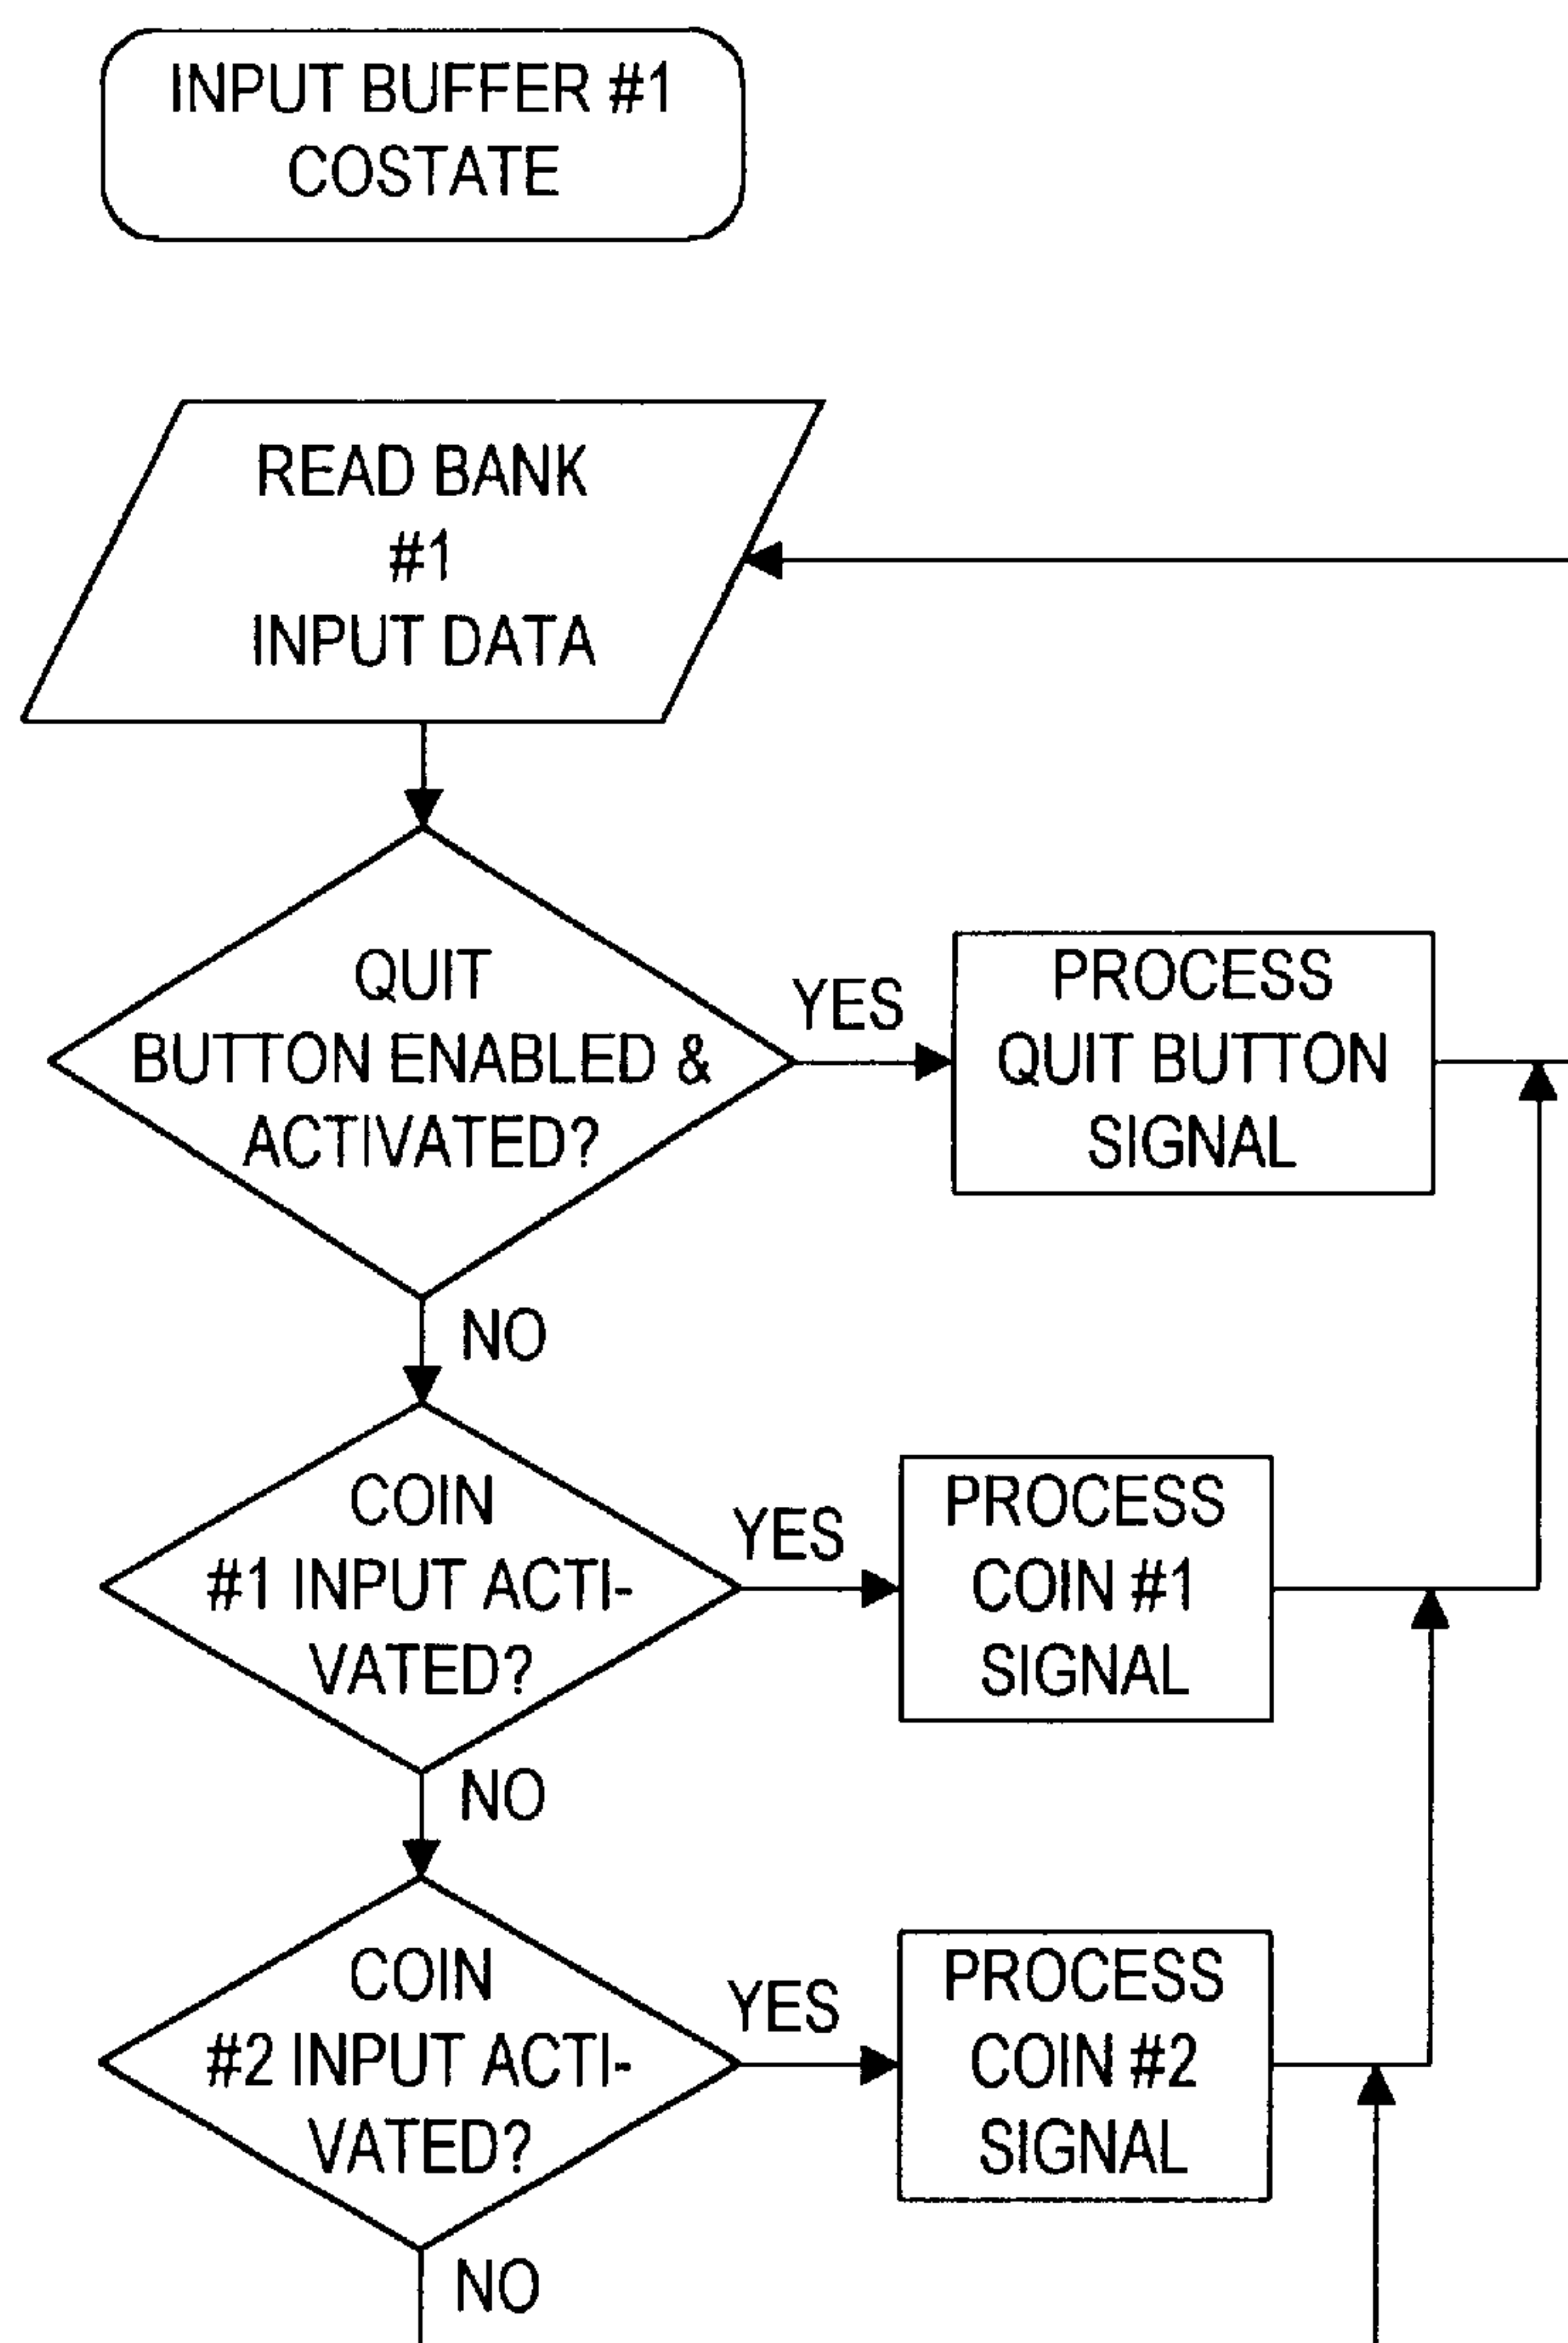 INPUT BUFFER #1
COSTATE
READ BANK
#1
INPUT DATA
QUIT
BUTTON ENABLED &
ACTIVATED?
YES
PROCESS
QUIT BUTTON
SIGNAL
NO
COIN
#1 INPUT ACTI-
VATED?
YES
PROCESS
COIN #1
SIGNAL
NO
COIN
#2 INPUT ACTI-
VATED?
YES
PROCESS
COIN #2
SIGNAL
NO